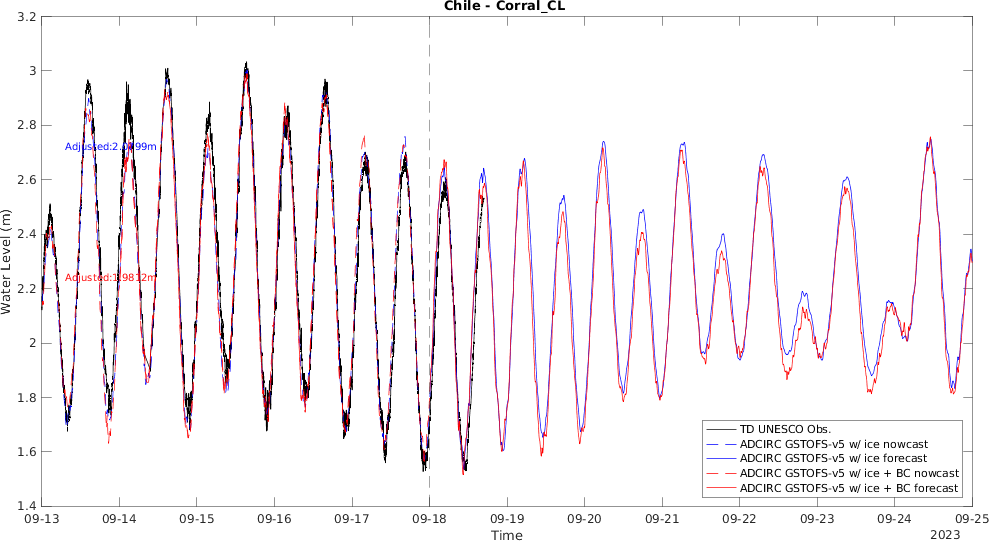 Chile - Corral_CL
3.2
3
2.8
2.6
2.4
2.2
2
1.8
1.6
1.4
Water Level (m)
Adjusted:
Adjusted:1.9812m
TD UNESCO Obs.
ADCIRC GSTOFS-v5 w/ ice nowcast
ADCIRC GSTOFS-v5 w/ ice forecast
ADCIRC GSTOFS-v5 w/ ice + BC nowcast
ADCIRC GSTOFS-v5 w/ ice + BC forecast
09-13 09-14 09-15 09-16 09-17 09-18 09-19 09-20 09-21 09-22 09-23 09-24 09-25
Time
2023